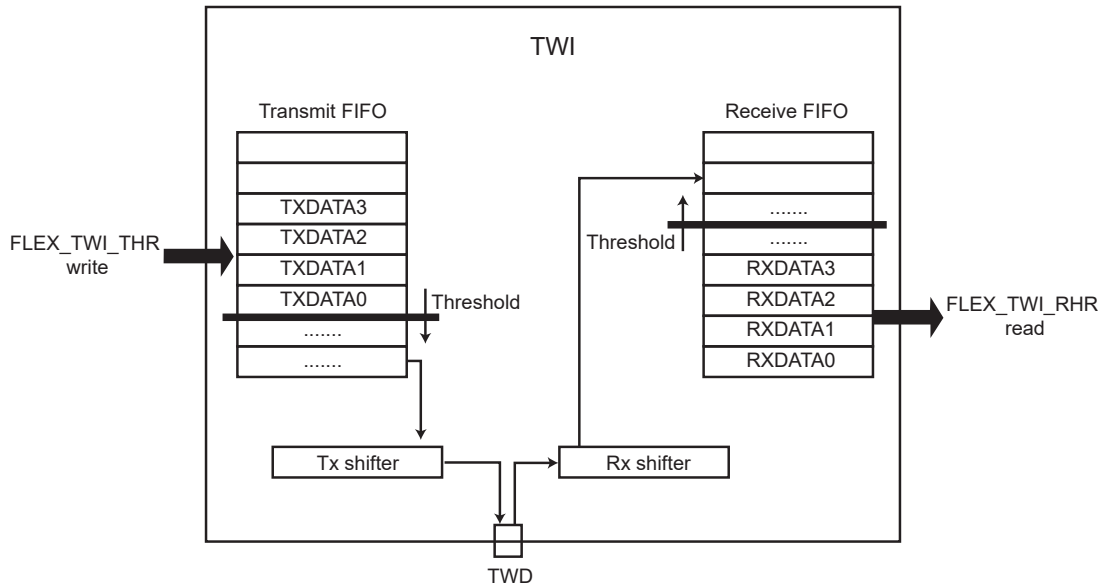 TWI
Transmit FIFO
TXDATA3
TXDATA2
TXDATA1
TXDATA0
.......
.......
Threshold
FLEX_TWI_THR
write
Receive FIFO
.......
.......
RXDATA3
RXDATA2
RXDATA1
RXDATA0
Threshold
FLEX_TWI_RHR
read
Tx shifter
Rx shifter
TWD